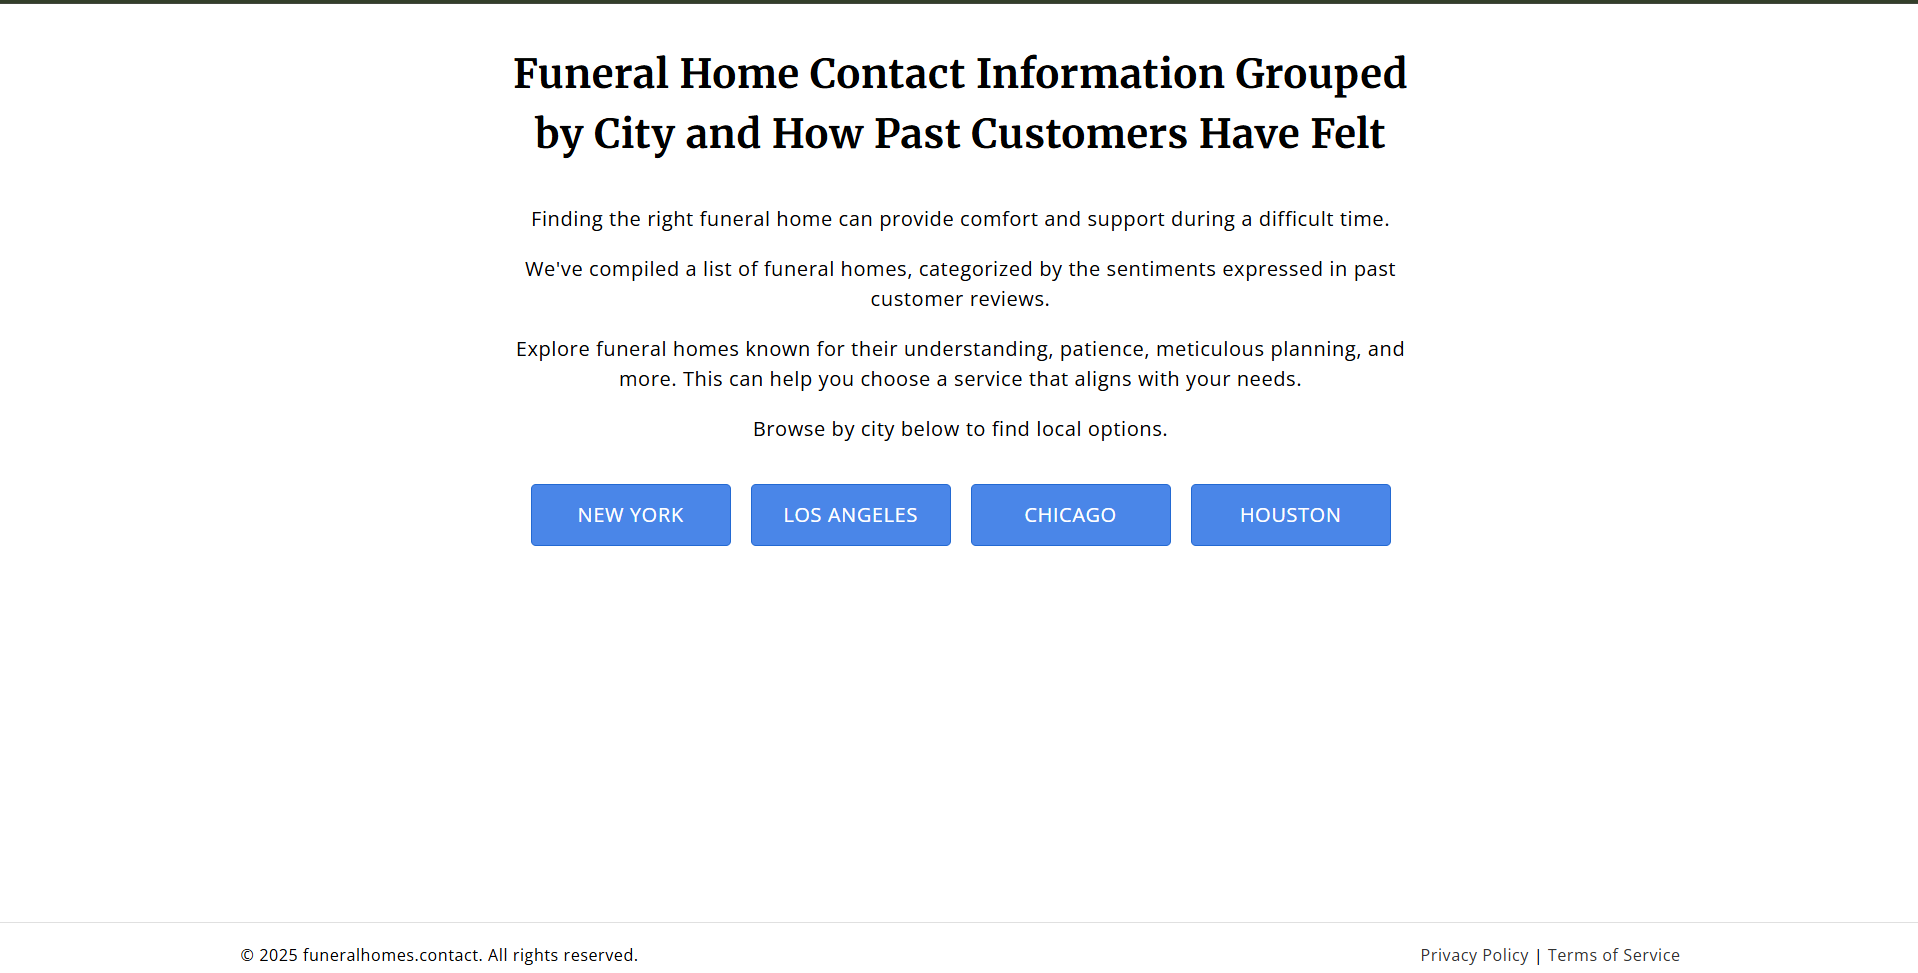 Funeral Home Contact Information Grouped
by City and How Past Customers Have Felt
Finding the right funeral home can provide comfort and support during a difficult time.
We've compiled a list of funeral homes, categorized by the sentiments expressed in past
customer reviews.
Explore funeral homes known for their understanding, patience, meticulous planning, and
more. This can help you choose a service that aligns with your needs.
Browse by city below to find local options.
NEW YORK
LOS ANGELES
CHICAGO
HOUSTON
© 2025 funeralhomes.contact. All rights reserved.
Privacy Policy | Terms of Service